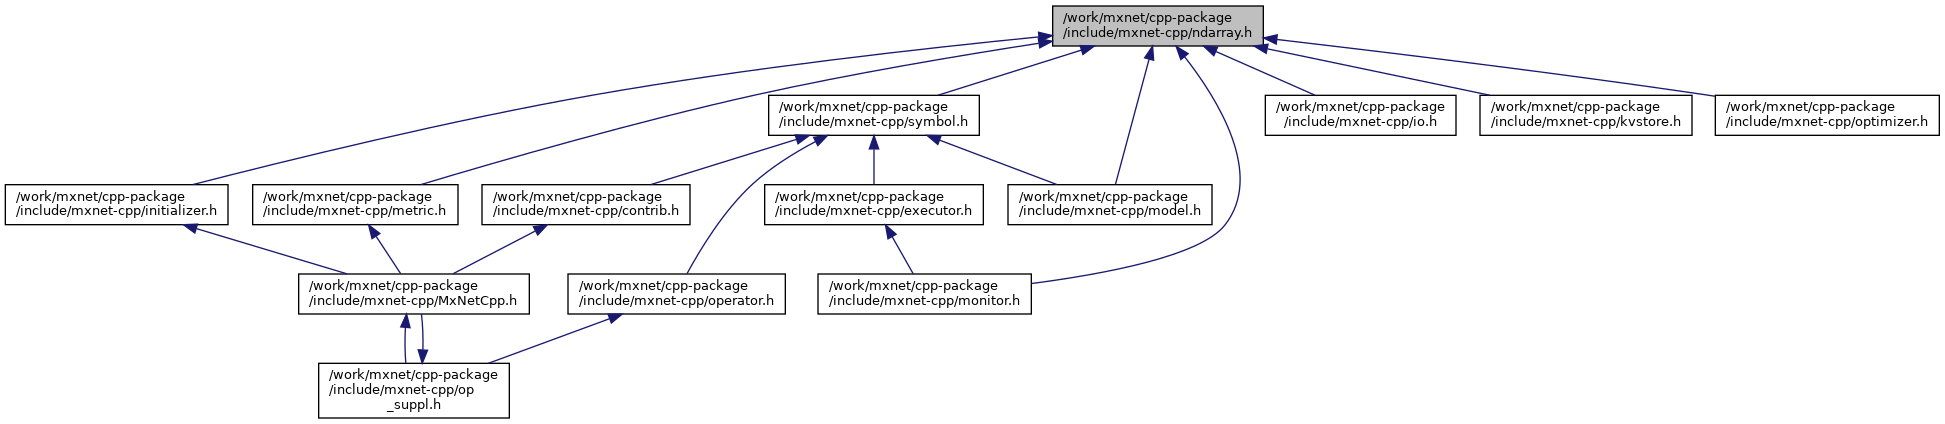 /work/mxnet/cpp-package
/include/mxnet-cpp/ndarray.h
/work/mxnet/cpp-package
/include/mxnet-cpp/symbol.h
/work/mxnet/cpp-package
/include/mxnet-cpp/io.h
/work/mxnet/cpp-package
/include/mxnet-cpp/kvstore.h
/work/mxnet/cpp-package
/include/mxnet-cpp/optimizer.h
/work/mxnet/cpp-package
/include/mxnet-cpp/initializer.h
/work/mxnet/cpp-package
/include/mxnet-cpp/metric.h
/work/mxnet/cpp-package
/include/mxnet-cpp/contrib.h
/work/mxnet/cpp-package
/include/mxnet-cpp/executor.h
/work/mxnet/cpp-package
/include/mxnet-cpp/model.h
/work/mxnet/cpp-package
/include/mxnet-cpp/MxNetCpp.h
/work/mxnet/cpp-package
/include/mxnet-cpp/operator.h
/work/mxnet/cpp-package
/include/mxnet-cpp/monitor.h
/work/mxnet/cpp-package
/include/mxnet-cpp/op
_suppl.h